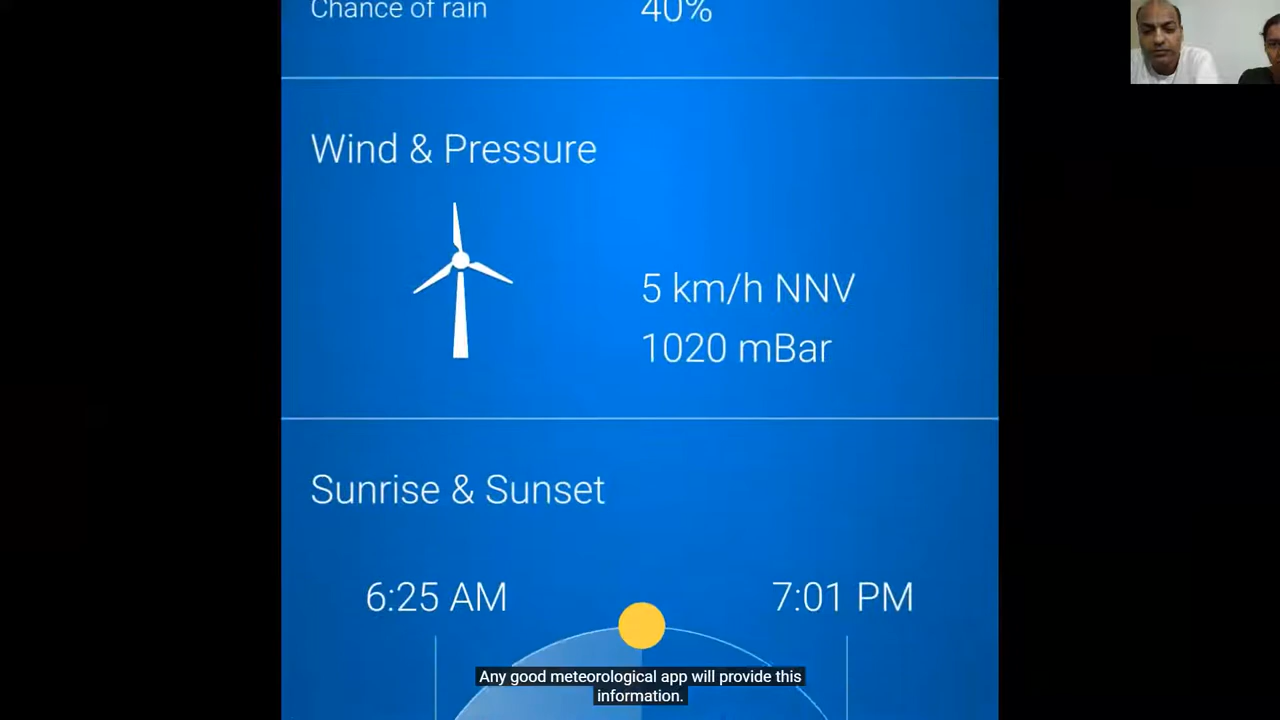 Chance of rain 40%
Wind & Pressure
5 km/h NNV
1020 mBar
Sunrise & Sunset
6:25 AM 7:01 PM
Any good meteorological app will provide this
information.